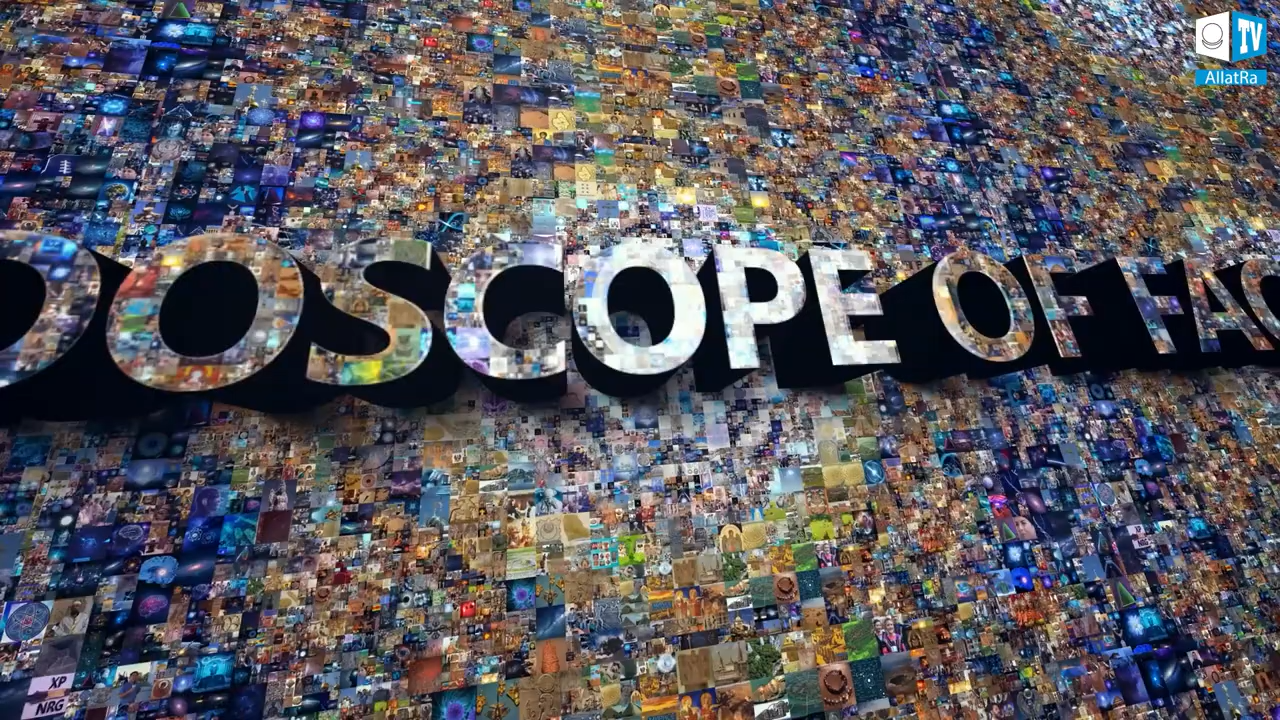 TV
AllatRa
OSCOPE OF FAC
XP
NRG